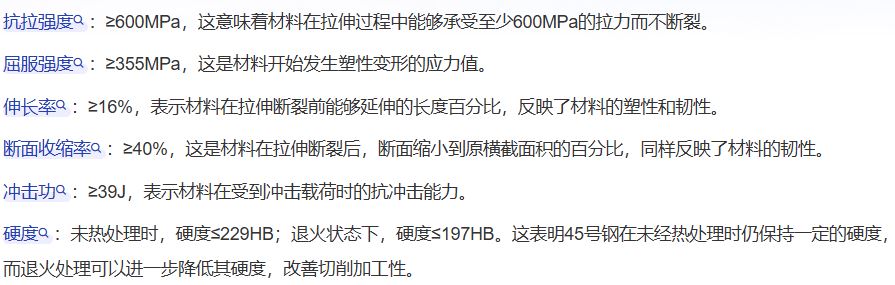 抗拉强度：≥600MPa，这意味着材料在拉伸过程中能够承受至少600MPa的拉力而不断裂。
屈服强度：≥355MPa，这是材料开始发生塑性变形的应力值。
伸长率：≥16%，表示材料在拉伸断裂前能够延伸的长度百分比，反映了材料的塑性和韧性。
断面收缩率：≥40%，这是材料在拉伸断裂后，断面缩小到原横截面积的百分比，同样反映了材料的韧性。
冲击功：≥39J，表示材料在受到冲击载荷时的抗冲击能力。
硬度：未热处理时，硬度≤229HB；退火状态下，硬度≤197HB。这表明45号钢在未经热处理时仍保持一定的硬度，
而退火处理可以进一步降低其硬度，改善切削加工性。